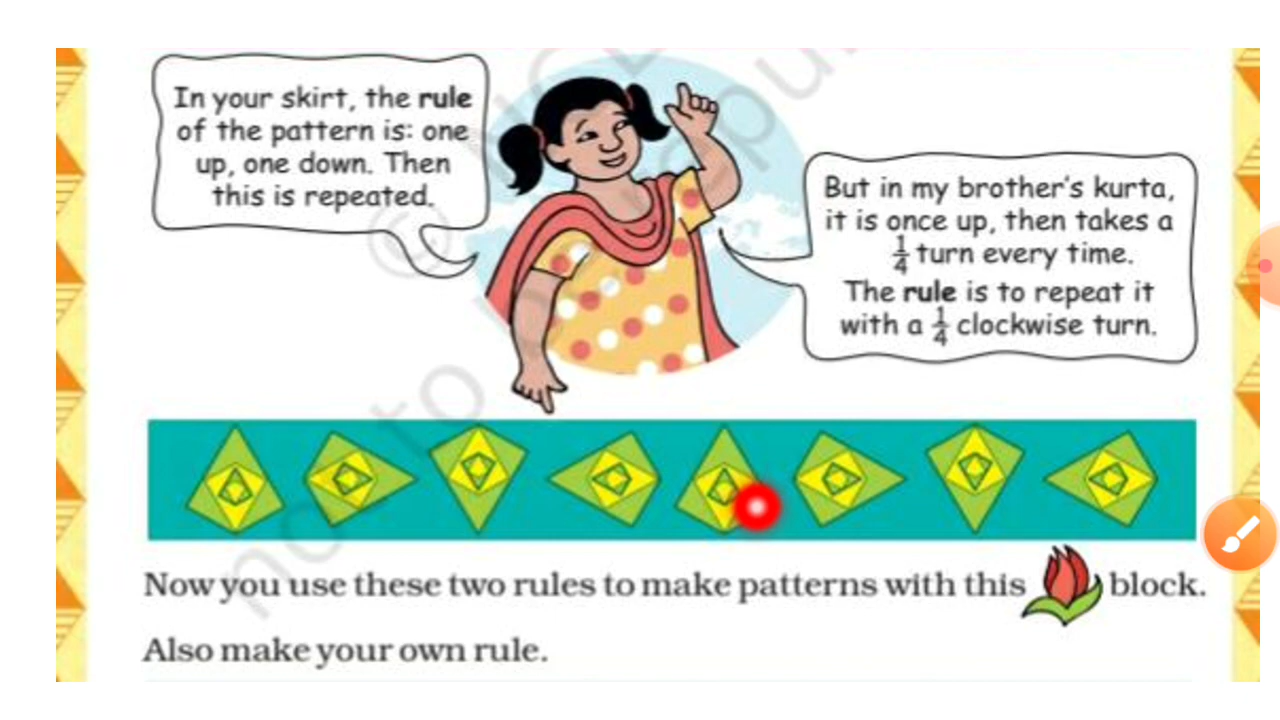 In your skirt, the rule
of the pattern is: one
up, one down. Then
this is repeated.
But in my brother's kurta,
it is once up, then takes a
1/4 turn every time.
The rule is to repeat it
with a 1/4 clockwise turn.
Now you use these two rules to make patterns with this block.
Also make your own rule.
not to